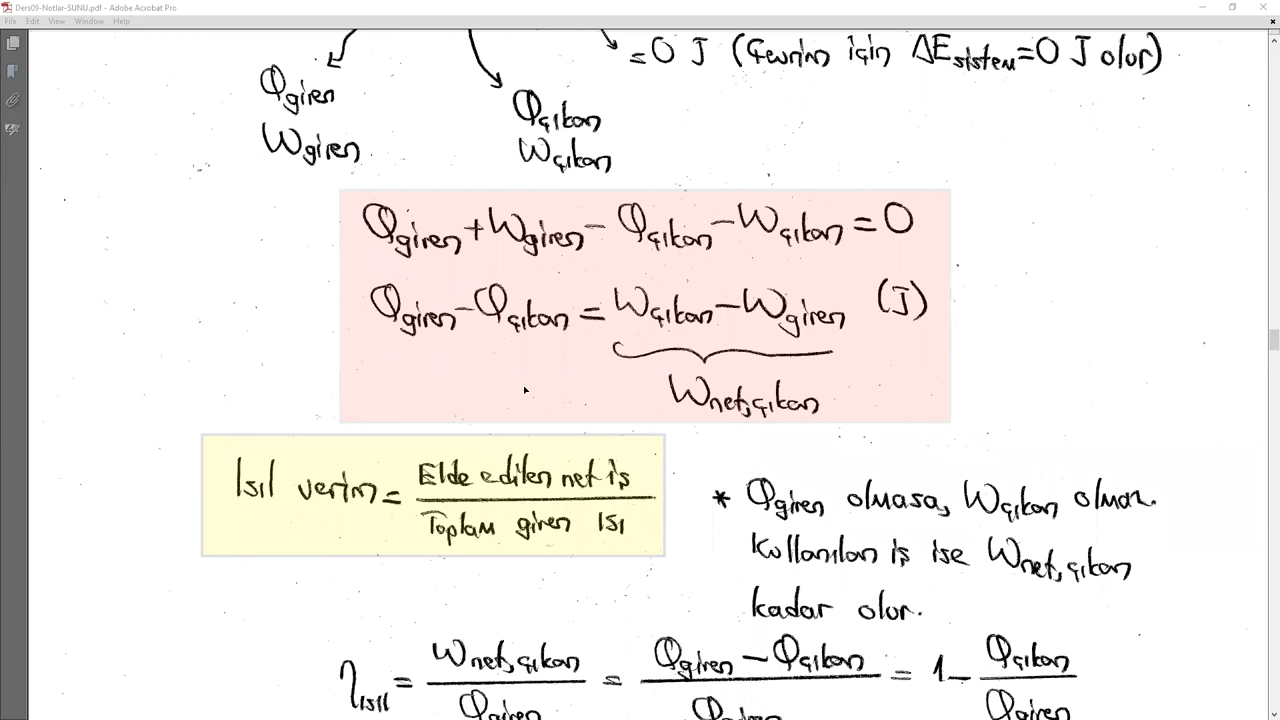 Ders09-Notlar-SUNU.pdf - Adobe Acrobat Pro
File Edit View Window Help
= 0 J (Çevrim için ΔEsistem=0 J olur)
Qgiren
Wgiren
Qçıkan
Wçıkan
Qgiren+Wgiren-Qçıkan-Wçıkan=0
Qgiren-Qçıkan=Wçıkan-Wgiren (J)
Wnet,çıkan
Isıl verim= Elde edilen net iş
Toplam giren ısı
* Qgiren olmasa, Wçıkan olmaz.
Kullanılan iş ise Wnet,çıkan
kadar olur.
ηısıl = Wnet,çıkan / Qgiren = Qgiren - Qçıkan / Qgiren = 1 - Qçıkan / Qgiren